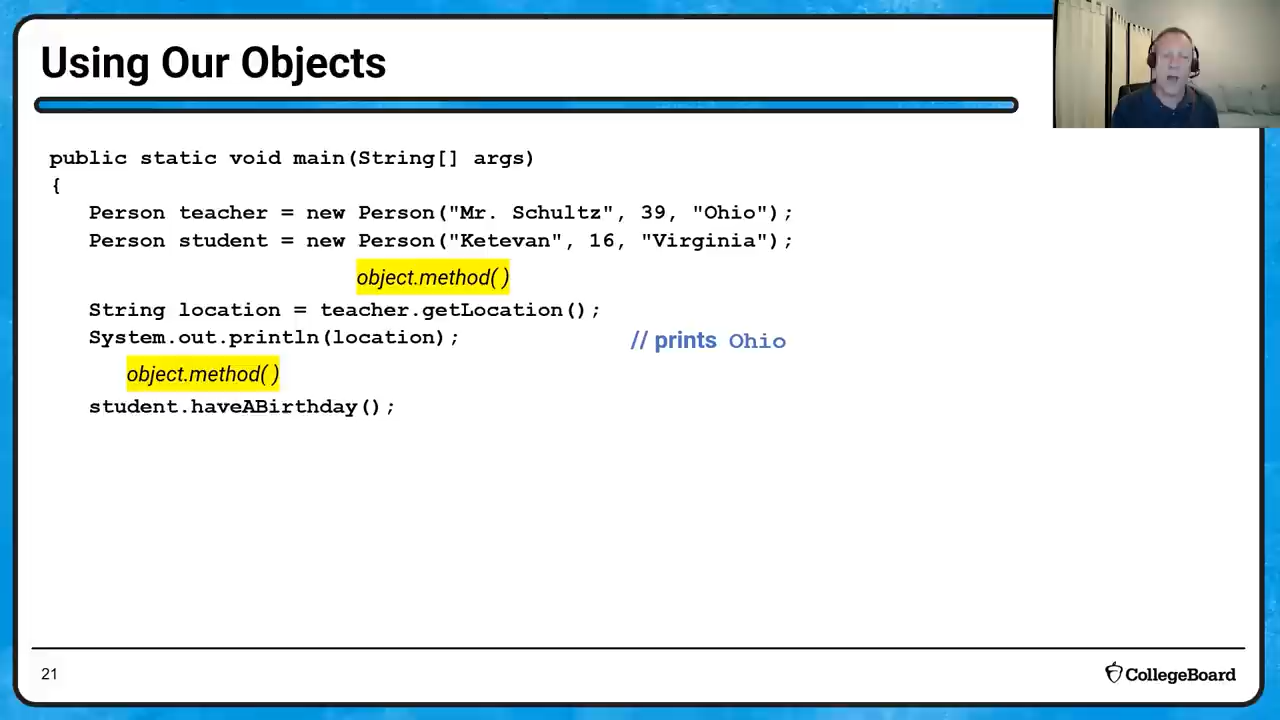 Using Our Objects
public static void main(String[] args)
{
Person teacher = new Person("Mr. Schultz", 39, "Ohio");
Person student = new Person("Ketevan", 16, "Virginia");
object.method( )
String location = teacher.getLocation();
System.out.println(location); // prints Ohio
object.method( )
student.haveABirthday();
21
CollegeBoard